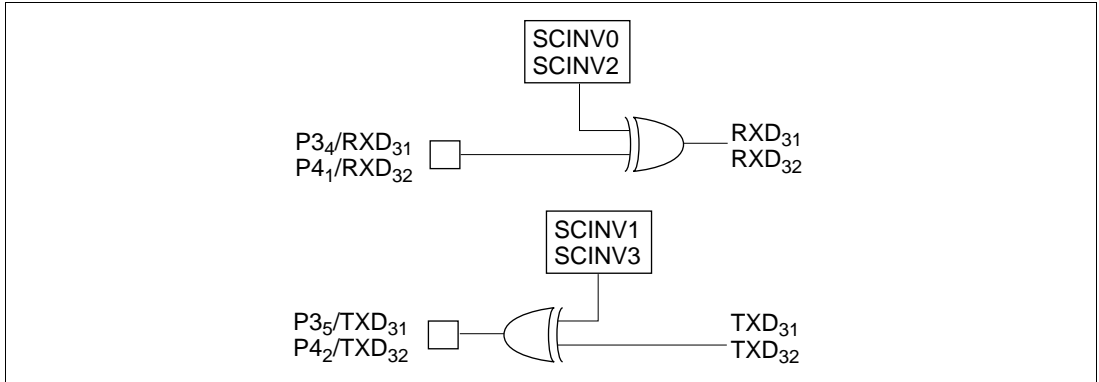 SCINV0
SCINV2
P3₄/RXD₃₁
P4₁/RXD₃₂
RXD₃₁
RXD₃₂
SCINV1
SCINV3
P3₅/TXD₃₁
P4₂/TXD₃₂
TXD₃₁
TXD₃₂